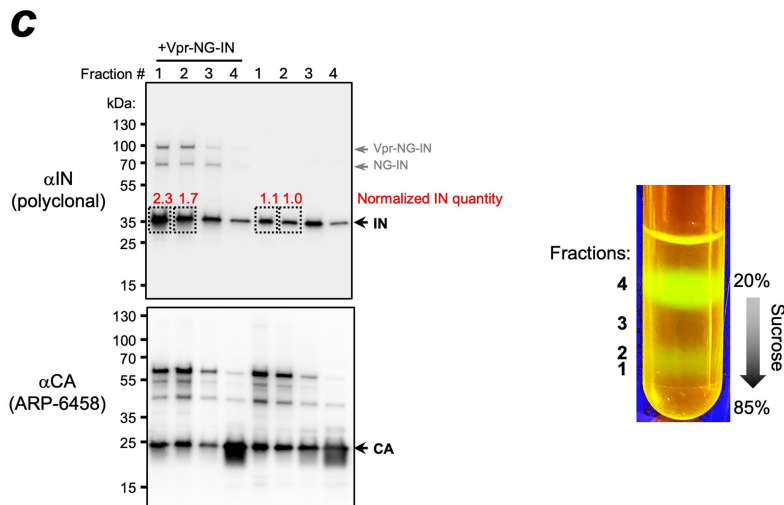 C
+Vpr-NG-IN
Fraction # 1 2 3 4 1 2 3 4
kDa:
130
100
70
55
35
25
15
αIN
(polyclonal)
Vpr-NG-IN
NG-IN
2.3 1.7 1.1 1.0 Normalized IN quantity
IN
130
100
70
55
35
25
15
αCA
(ARP-6458)
CA
Fractions:
4
3
2
1
20%
Sucrose
85%